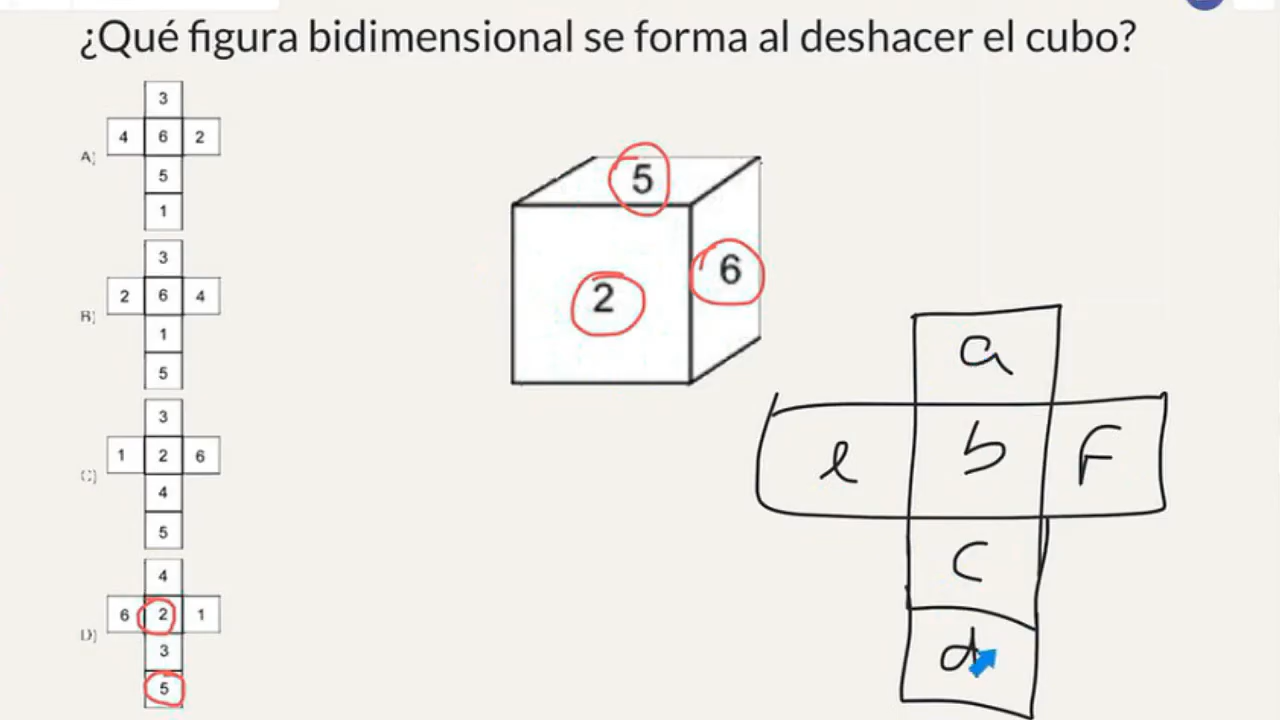 ¿Qué figura bidimensional se forma al deshacer el cubo?
A)
3
4 6 2
5
1
B)
3
2 6 4
1
5
C)
3
1 2 6
4
5
D)
4
6 2 1
3
5
5
2
6
a
e b F
c
d